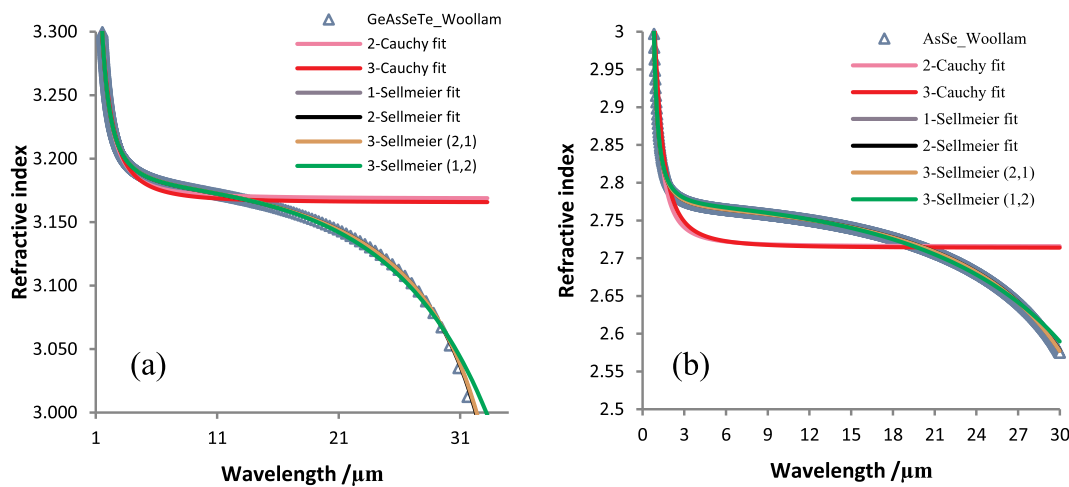 3.300
3.250
3.200
3.150
3.100
3.050
3.000
Refractive index
1
11
21
31
Wavelength /µm
GeAsSeTe_Woollam
2-Cauchy fit
3-Cauchy fit
1-Sellmeier fit
2-Sellmeier fit
3-Sellmeier (2,1)
3-Sellmeier (1,2)
(a)
3
2.95
2.9
2.85
2.8
2.75
2.7
2.65
2.6
2.55
2.5
Refractive index
0
3
6
9
12
15
18
21
24
27
30
Wavelength /µm
AsSe_Woollam
2-Cauchy fit
3-Cauchy fit
1-Sellmeier fit
2-Sellmeier fit
3-Sellmeier (2,1)
3-Sellmeier (1,2)
(b)